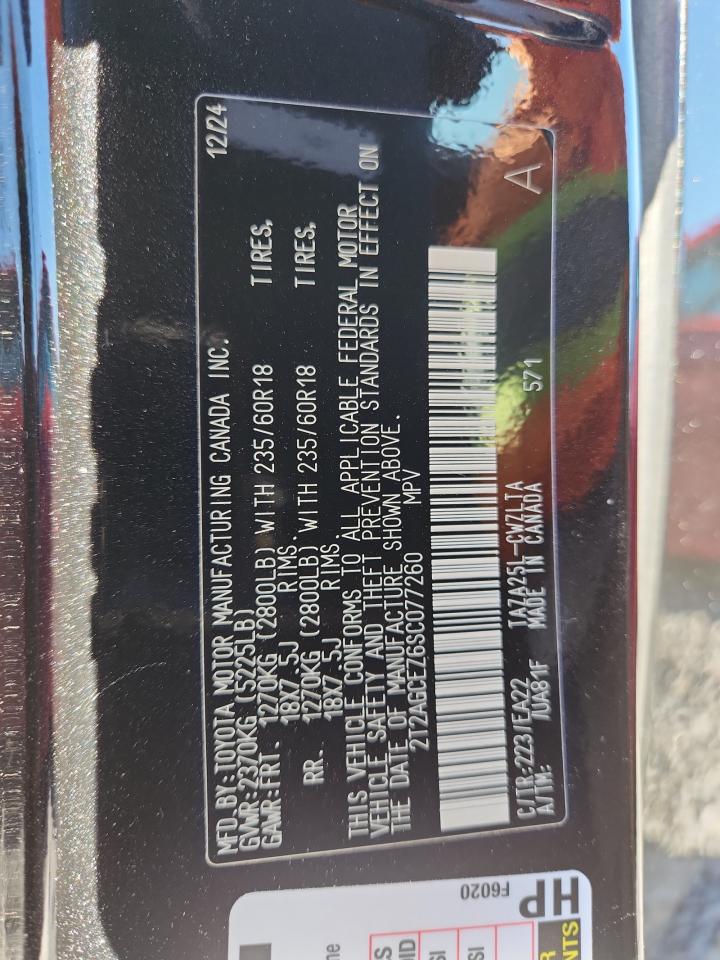 MFD.BY:TOYOTA MOTOR MANUFACTURING CANADA INC. 12/24
GVWR:2370KG (5225LB)
GAWR:FRT. 1270KG (2800LB) WITH 235/60R18 TIRES,
18X7.5J RIMS,
RR. 1270KG (2800LB) WITH 235/60R18 TIRES,
18X7.5J RIMS.
THIS VEHICLE CONFORMS TO ALL APPLICABLE FEDERAL MOTOR
VEHICLE SAFETY AND THEFT PREVENTION STANDARDS IN EFFECT ON
THE DATE OF MANUFACTURE SHOWN ABOVE.
2T2AGCEZ6SC077260 MPV
C/TR:223/EA22 TAZA25L-CWZLTA
A/TM: /UA81F MADE IN CANADA 571 A
F6020
HP